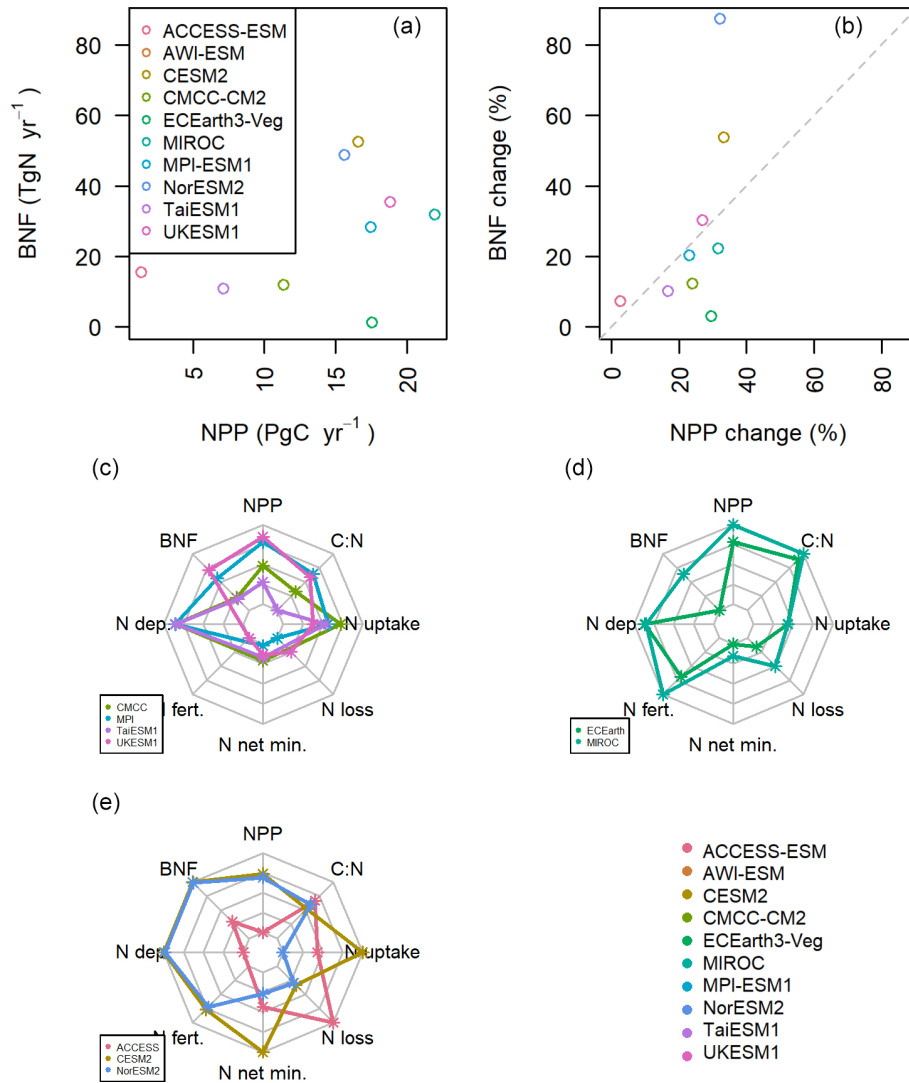 (a)
ACCESS-ESM
AWI-ESM
CESM2
CMCC-CM2
ECEarth3-Veg
MIROC
MPI-ESM1
NorESM2
TaiESM1
UKESM1
BNF (TgN yr⁻¹)
0 20 40 60 80
5 10 15 20
NPP (PgC yr⁻¹)
(b)
BNF change (%)
0 20 40 60 80
0 20 40 60 80
NPP change (%)
(c)
NPP
BNF C:N
N dep. N uptake
N fert. N loss
N net min.
CMCC
MPI
TaiESM1
UKESM1
(d)
NPP
BNF C:N
N dep. N uptake
N fert. N loss
N net min.
ECEarth
MIROC
(e)
NPP
BNF C:N
N dep. N uptake
N fert. N loss
N net min.
ACCESS
CESM2
NorESM2
ACCESS-ESM
AWI-ESM
CESM2
CMCC-CM2
ECEarth3-Veg
MIROC
MPI-ESM1
NorESM2
TaiESM1
UKESM1